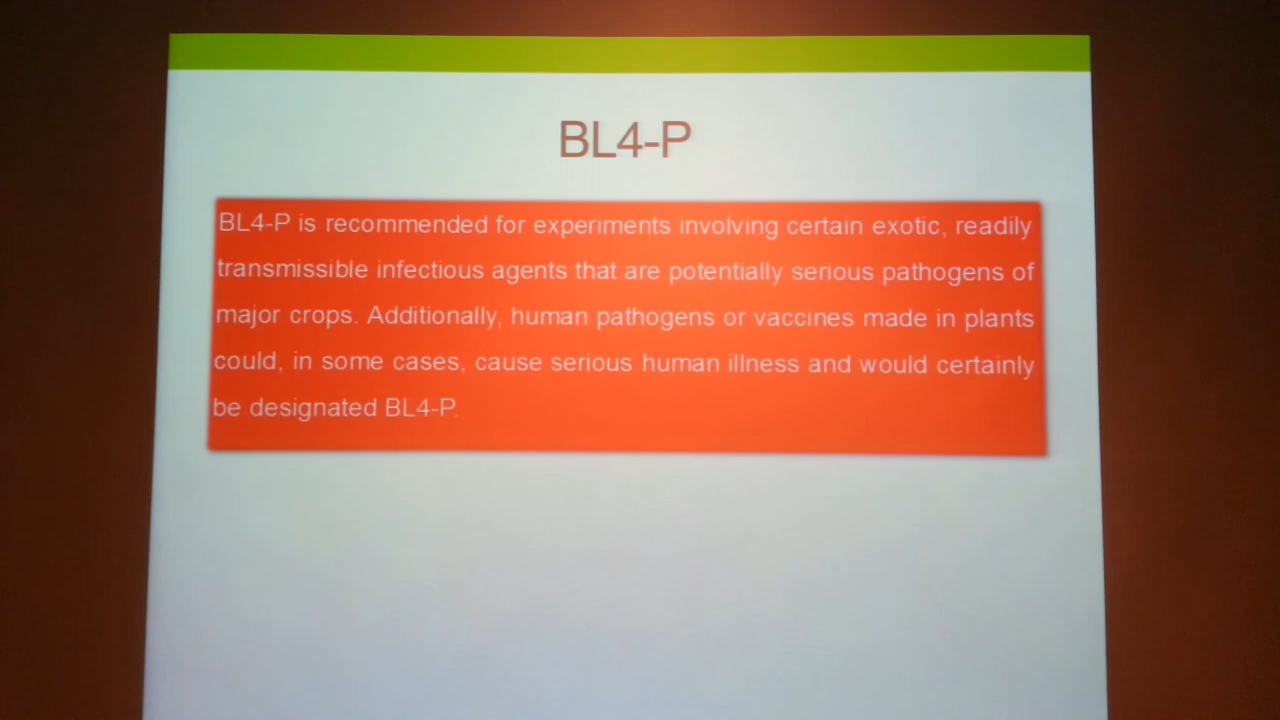 BL4-P
BL4-P is recommended for experiments involving certain exotic, readily
transmissible infectious agents that are potentially serious pathogens of
major crops. Additionally, human pathogens or vaccines made in plants
could, in some cases, cause serious human illness and would certainly
be designated BL4-P.